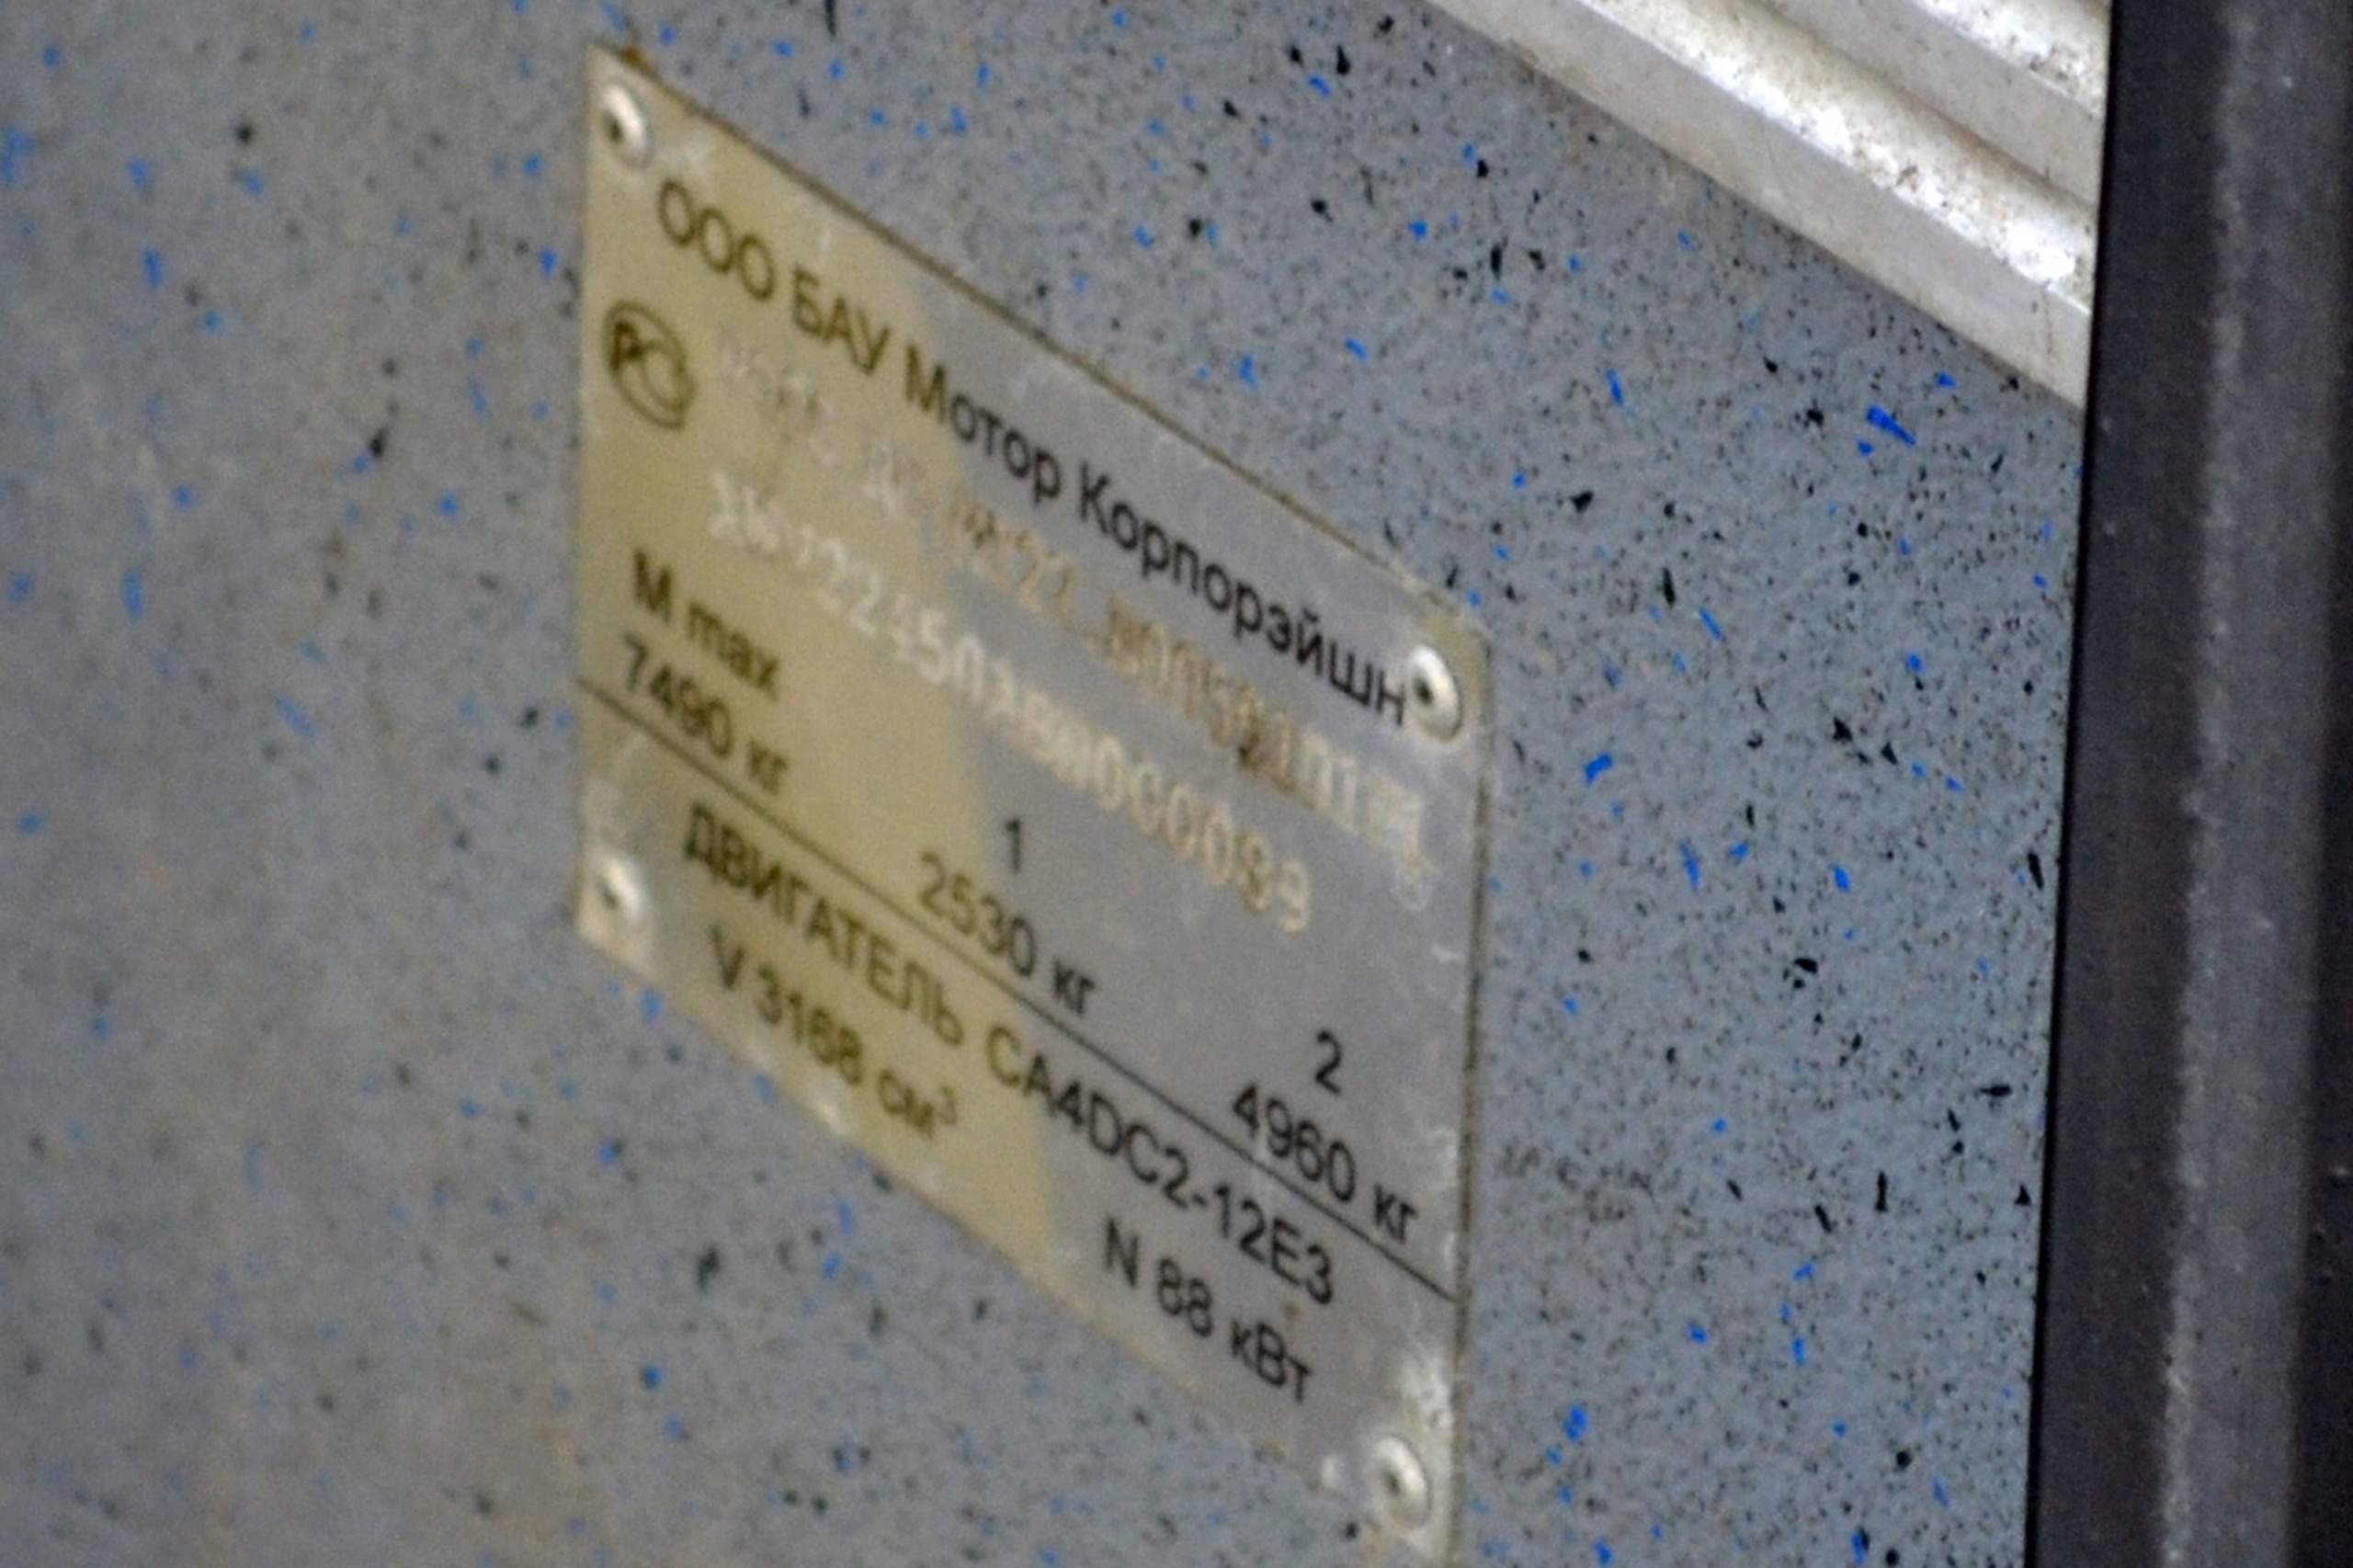 ООО БАУ Мотор Корпорэйшн
РС
М max
7490 кг
1
2530 кг
2
4960 кг
ДВИГАТЕЛЬ CA4DC2-12E3
V 3168 см³
N 88 кВт